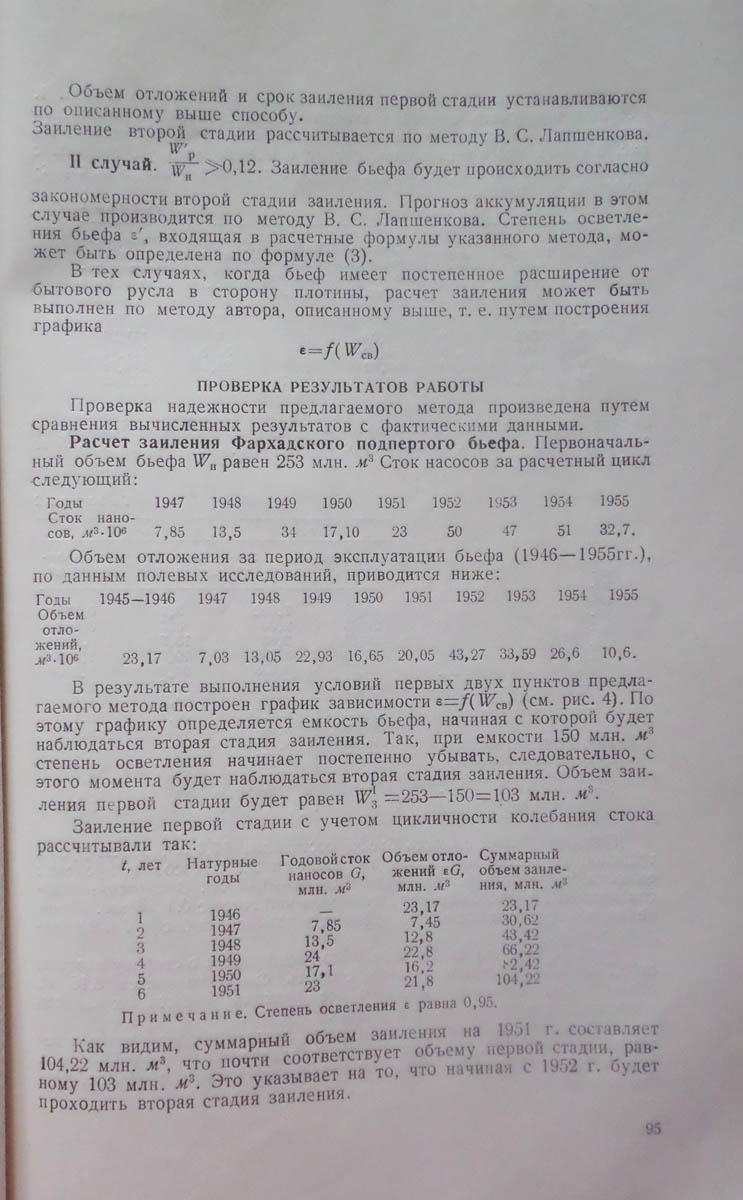 Объем отложений и срок заиления первой стадии устанавливаются
по описанному выше способу.
Заиление второй стадии рассчитывается по методу В. С. Лапшенкова.
II случай. W′р/Wн >0,12. Заиление бьефа будет происходить согласно
закономерности второй стадии заиления. Прогноз аккумуляции в этом
случае производится по методу В. С. Лапшенкова. Степень осветле-
ния бьефа ε′, входящая в расчетные формулы указанного метода, мо-
жет быть определена по формуле (3).
В тех случаях, когда бьеф имеет постепенное расширение от
бытового русла в сторону плотины, расчет заиления может быть
выполнен по методу автора, описанному выше, т. е. путем построения
графика
ε=f(Wсв)
ПРОВЕРКА РЕЗУЛЬТАТОВ РАБОТЫ
Проверка надежности предлагаемого метода произведена путем
сравнения вычисленных результатов с фактическими данными.
Расчет заиления Фархадского подпертого бьефа. Первоначаль-
ный объем бьефа Wн равен 253 млн. м³ Сток насосов за расчетный цикл
следующий:
Годы 1947 1948 1949 1950 1951 1952 1953 1954 1955
Сток нано-
сов, м³·10⁶ 7,85 13,5 34 17,10 23 50 47 51 32,7.
Объем отложения за период эксплуатации бьефа (1946—1955гг.),
по данным полевых исследований, приводится ниже:
Годы 1945—1946 1947 1948 1949 1950 1951 1952 1953 1954 1955
Объем
отло-
жений,
м³·10⁶ 23,17 7,03 13,05 22,93 16,65 20,05 43,27 33,59 26,6 10,6.
В результате выполнения условий первых двух пунктов предла-
гаемого метода построен график зависимости ε=f(Wсв) (см. рис. 4). По
этому графику определяется емкость бьефа, начиная с которой будет
наблюдаться вторая стадия заиления. Так, при емкости 150 млн. м³
степень осветления начинает постепенно убывать, следовательно, с
этого момента будет наблюдаться вторая стадия заиления. Объем заи-
ления первой стадии будет равен W¹з =253—150=103 млн. м³.
Заиление первой стадии с учетом цикличности колебания стока
рассчитывали так:
t, лет Натурные годы Годовой сток наносов G, млн. м³ Объем отло-жений εG, млн. м³ Суммарный объем заиле-ния, млн. м³
1 1946 — 23,17 23,17
2 1947 7,85 7,45 30,62
3 1948 13,5 12,8 43,42
4 1949 24 22,8 66,22
5 1950 17,1 16,2 82,42
6 1951 23 21,8 104,22
Примечание. Степень осветления ε равна 0,95.
Как видим, суммарный объем заиления на 1951 г. составляет
104,22 млн. м³, что почти соответствует объему первой стадии, рав-
ному 103 млн. м³. Это указывает на то, что начиная с 1952 г. будет
проходить вторая стадия заиления.
95